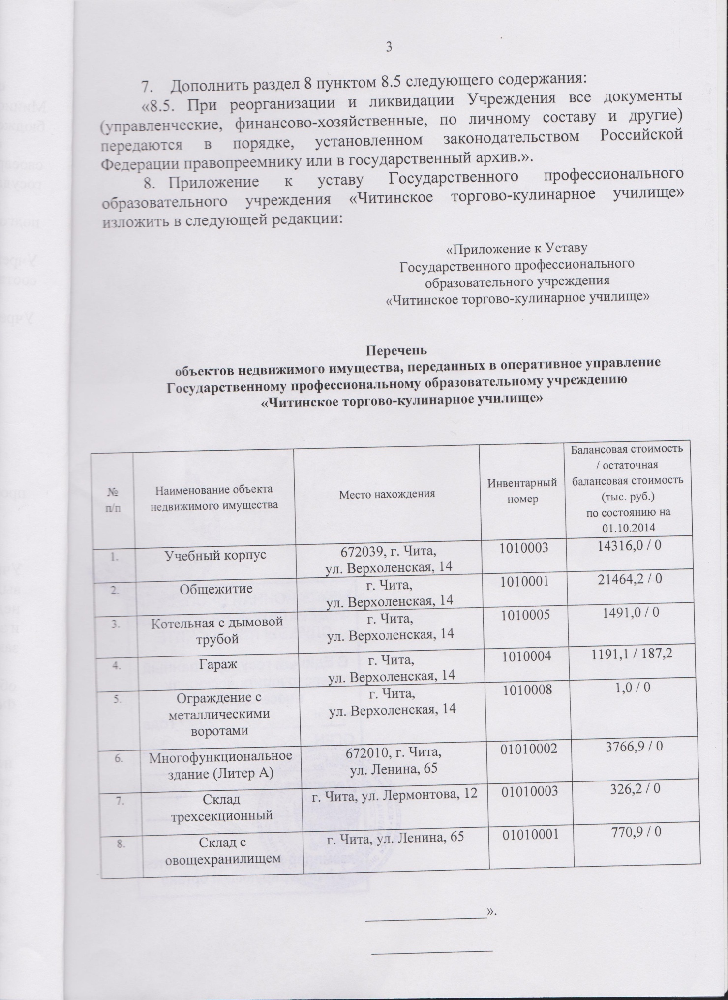 3
7. Дополнить раздел 8 пунктом 8.5 следующего содержания:
«8.5. При реорганизации и ликвидации Учреждения все документы
(управленческие, финансово-хозяйственные, по личному составу и другие)
передаются в порядке, установленном законодательством Российской
Федерации правопреемнику или в государственный архив.».
8. Приложение к уставу Государственного профессионального
образовательного учреждения «Читинское торгово-кулинарное училище»
изложить в следующей редакции:
«Приложение к Уставу
Государственного профессионального
образовательного учреждения
«Читинское торгово-кулинарное училище»
Перечень
объектов недвижимого имущества, переданных в оперативное управление
Государственному профессиональному образовательному учреждению
«Читинское торгово-кулинарное училище»
№
п/п
Наименование объекта
недвижимого имущества
Место нахождения
Инвентарный
номер
Балансовая стоимость
/ остаточная
балансовая стоимость
(тыс. руб.)
по состоянию на
01.10.2014
1.
Учебный корпус
672039, г. Чита,
ул. Верхоленская, 14
1010003
14316,0 / 0
2.
Общежитие
г. Чита,
ул. Верхоленская, 14
1010001
21464,2 / 0
3.
Котельная с дымовой
трубой
г. Чита,
ул. Верхоленская, 14
1010005
1491,0 / 0
4.
Гараж
г. Чита,
ул. Верхоленская, 14
1010004
1191,1 / 187,2
5.
Ограждение с
металлическими
воротами
г. Чита,
ул. Верхоленская, 14
1010008
1,0 / 0
6.
Многофункциональное
здание (Литер А)
672010, г. Чита,
ул. Ленина, 65
01010002
3766,9 / 0
7.
Склад
трехсекционный
г. Чита, ул. Лермонтова, 12
01010003
326,2 / 0
8.
Склад с
овощехранилищем
г. Чита, ул. Ленина, 65
01010001
770,9 / 0
».